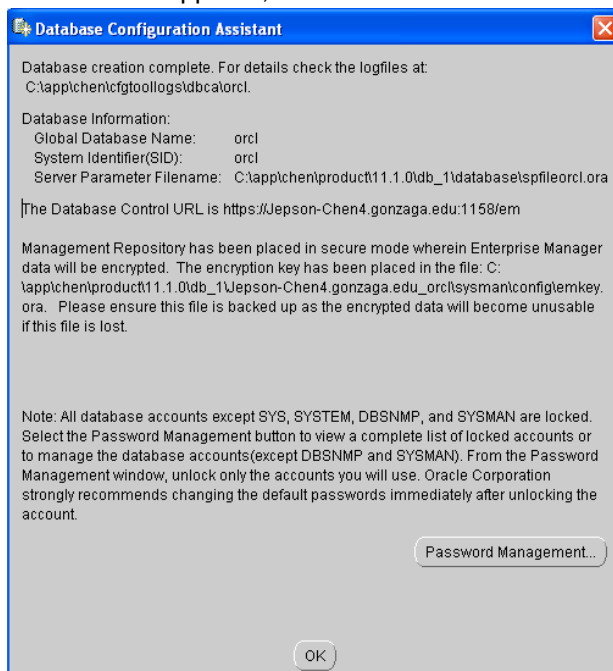 Database Configuration Assistant
Database creation complete. For details check the logfiles at:
C:\app\chen\cfgtoollogs\dbca\orcl.
Database Information:
Global Database Name: orcl
System Identifier(SID): orcl
Server Parameter Filename: C:\app\chen\product\11.1.0\db_1\database\spfileorcl.ora
The Database Control URL is https://Jepson-Chen4.gonzaga.edu:1158/em
Management Repository has been placed in secure mode wherein Enterprise Manager
data will be encrypted. The encryption key has been placed in the file: C:
\app\chen\product\11.1.0\db_1\Jepson-Chen4.gonzaga.edu_orcl\sysman\config\emkey.
ora. Please ensure this file is backed up as the encrypted data will become unusable
if this file is lost.
Note: All database accounts except SYS, SYSTEM, DBSNMP, and SYSMAN are locked.
Select the Password Management button to view a complete list of locked accounts or
to manage the database accounts(except DBSNMP and SYSMAN). From the Password
Management window, unlock only the accounts you will use. Oracle Corporation
strongly recommends changing the default passwords immediately after unlocking the
account.
Password Management...
OK